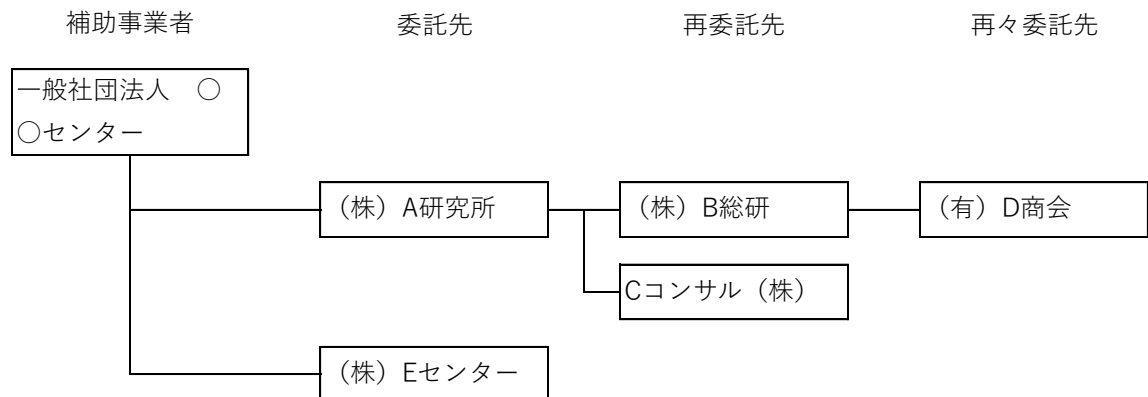 補助事業者 委託先 再委託先 再々委託先
一般社団法人　○
○センター
（株）A研究所 （株）B総研 （有）D商会
Cコンサル（株）
（株）Eセンター